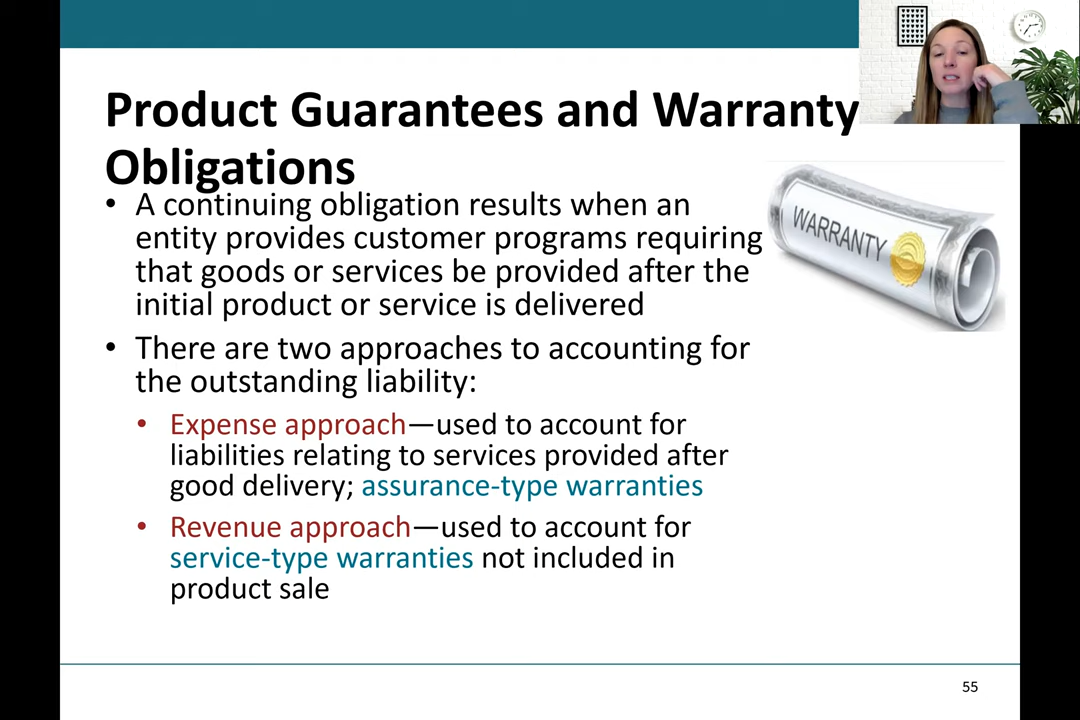 Product Guarantees and Warranty
Obligations
• A continuing obligation results when an
entity provides customer programs requiring
that goods or services be provided after the
initial product or service is delivered
• There are two approaches to accounting for
the outstanding liability:
• Expense approach—used to account for
liabilities relating to services provided after
good delivery; assurance-type warranties
• Revenue approach—used to account for
service-type warranties not included in
product sale
WARRANTY
55